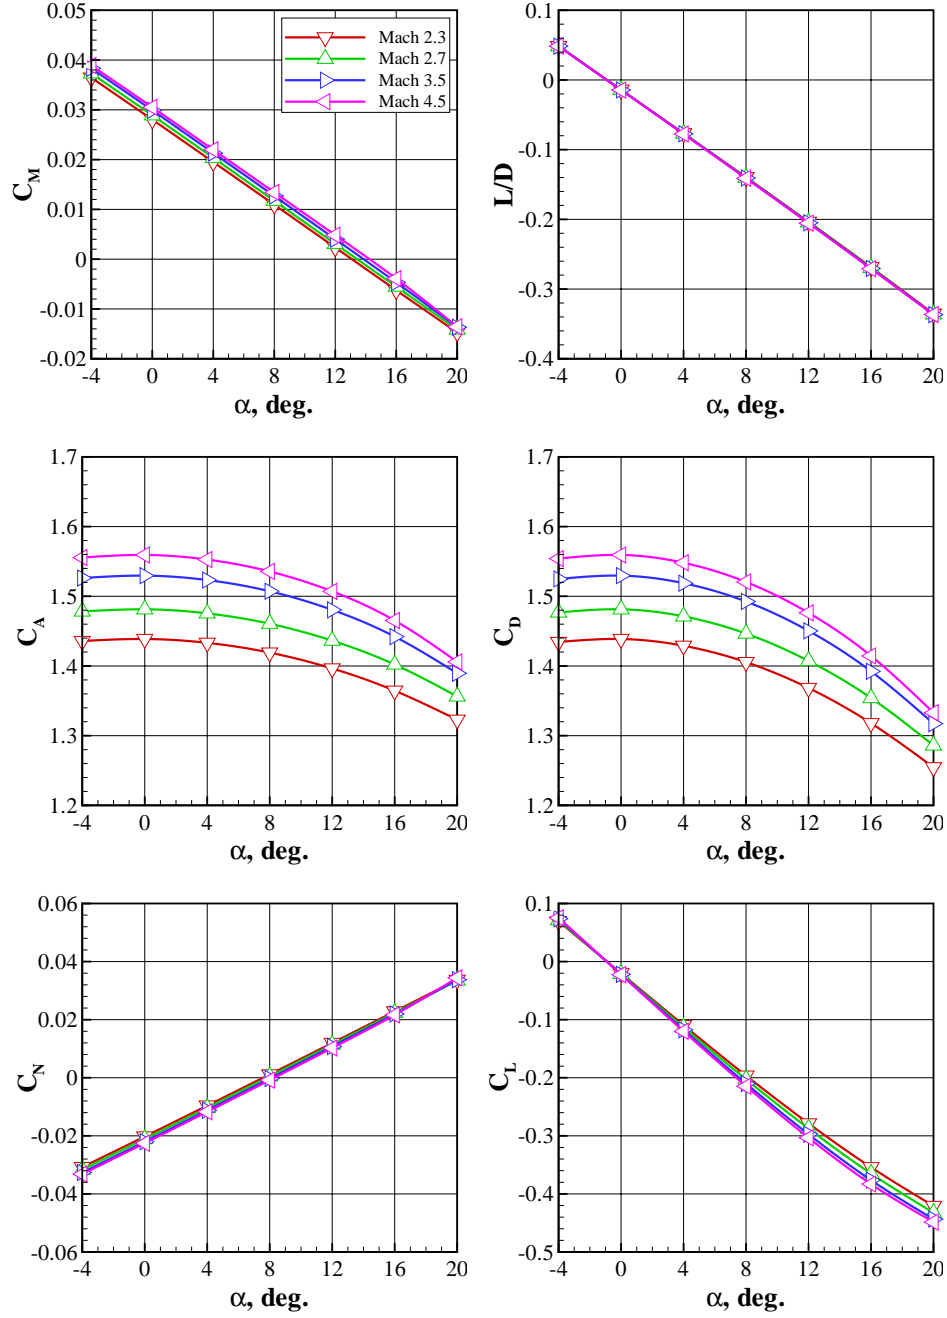 0.05
0.04
0.03
0.02
0.01
0
-0.01
-0.02
C_M
-4 0 4 8 12 16 20
α, deg.
Mach 2.3
Mach 2.7
Mach 3.5
Mach 4.5
0.1
0
-0.1
-0.2
-0.3
-0.4
L/D
-4 0 4 8 12 16 20
α, deg.
1.7
1.6
1.5
1.4
1.3
1.2
C_A
-4 0 4 8 12 16 20
α, deg.
1.7
1.6
1.5
1.4
1.3
1.2
C_D
-4 0 4 8 12 16 20
α, deg.
0.06
0.04
0.02
0
-0.02
-0.04
-0.06
C_N
-4 0 4 8 12 16 20
α, deg.
0.1
0
-0.1
-0.2
-0.3
-0.4
-0.5
C_L
-4 0 4 8 12 16 20
α, deg.